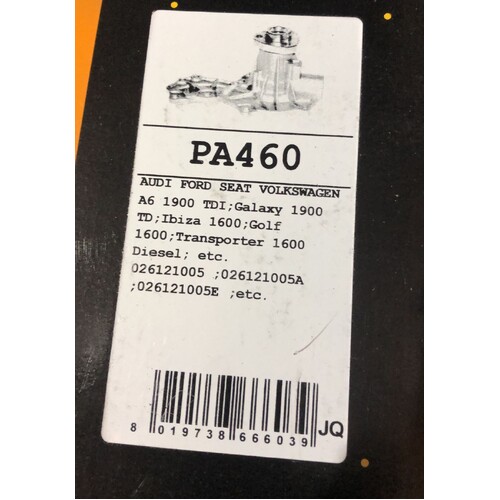 PA460
AUDI FORD SEAT VOLKSWAGEN
A6 1900 TDI;Galaxy 1900
TD;Ibiza 1600;Golf
1600;Transporter 1600
Diesel; etc.
026121005 ;026121005A
;026121005E ;etc.
8 019738 666039 JQ